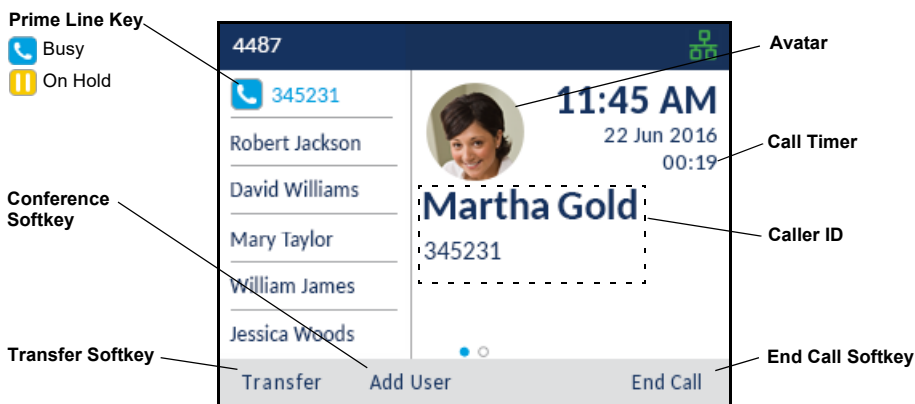 Prime Line Key
Busy
On Hold
Conference
Softkey
Transfer Softkey
4487
345231
Robert Jackson
David Williams
Mary Taylor
William James
Jessica Woods
11:45 AM
22 Jun 2016
00:19
Martha Gold
345231
Transfer
Add User
End Call
Avatar
Call Timer
Caller ID
End Call Softkey